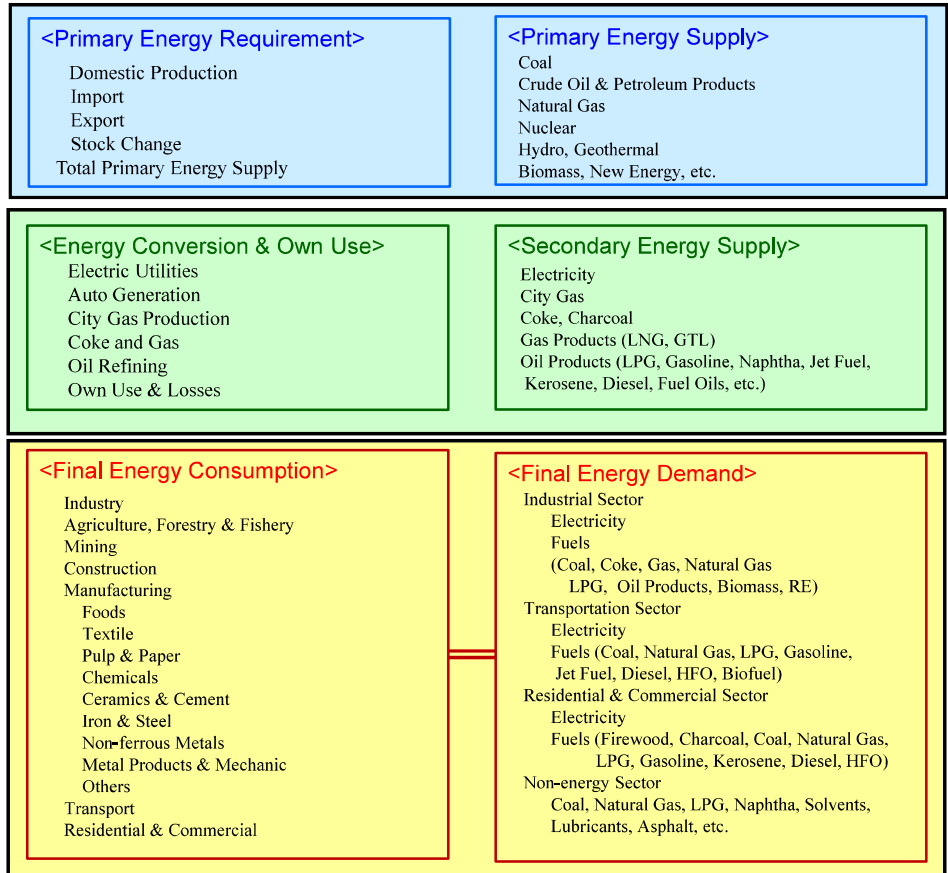 <Primary Energy Requirement>
Domestic Production
Import
Export
Stock Change
Total Primary Energy Supply
<Primary Energy Supply>
Coal
Crude Oil & Petroleum Products
Natural Gas
Nuclear
Hydro, Geothermal
Biomass, New Energy, etc.
<Energy Conversion & Own Use>
Electric Utilities
Auto Generation
City Gas Production
Coke and Gas
Oil Refining
Own Use & Losses
<Secondary Energy Supply>
Electricity
City Gas
Coke, Charcoal
Gas Products (LNG, GTL)
Oil Products (LPG, Gasoline, Naphtha, Jet Fuel,
Kerosene, Diesel, Fuel Oils, etc.)
<Final Energy Consumption>
Industry
Agriculture, Forestry & Fishery
Mining
Construction
Manufacturing
Foods
Textile
Pulp & Paper
Chemicals
Ceramics & Cement
Iron & Steel
Non-ferrous Metals
Metal Products & Mechanic
Others
Transport
Residential & Commercial
<Final Energy Demand>
Industrial Sector
Electricity
Fuels
(Coal, Coke, Gas, Natural Gas
LPG, Oil Products, Biomass, RE)
Transportation Sector
Electricity
Fuels (Coal, Natural Gas, LPG, Gasoline,
Jet Fuel, Diesel, HFO, Biofuel)
Residential & Commercial Sector
Electricity
Fuels (Firewood, Charcoal, Coal, Natural Gas,
LPG, Gasoline, Kerosene, Diesel, HFO)
Non-energy Sector
Coal, Natural Gas, LPG, Naphtha, Solvents,
Lubricants, Asphalt, etc.